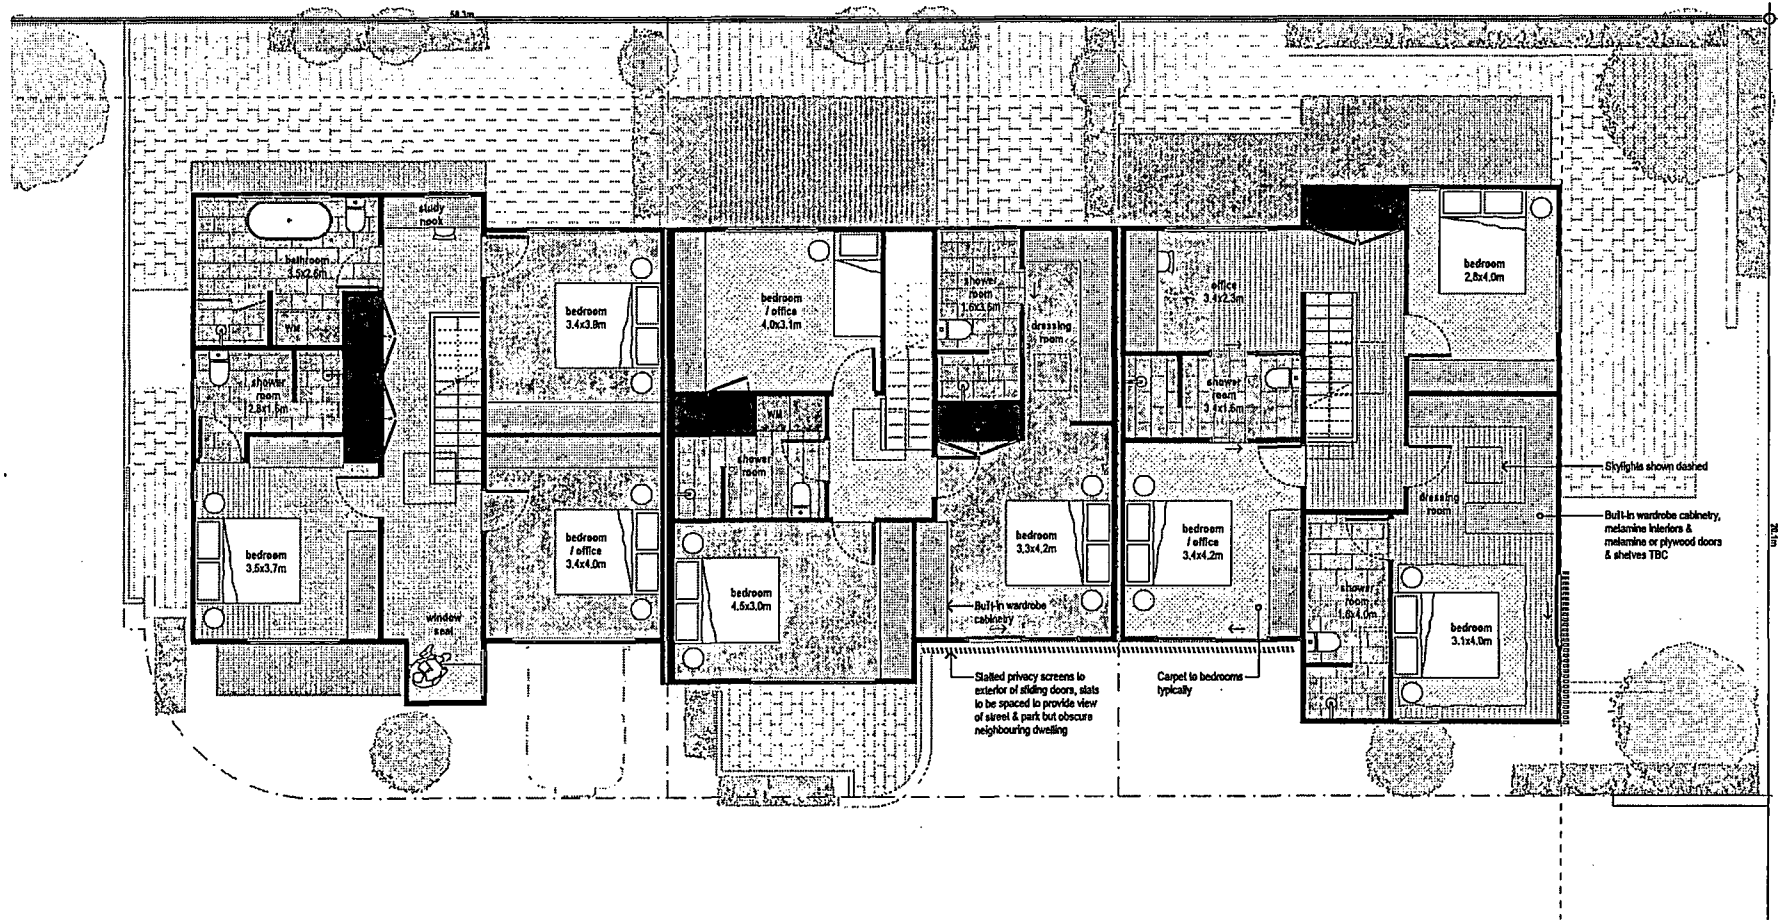 58.3m
study
nook
bathroom
3.5x2.6m
WM
shower
room
2.8x1.6m
bedroom
3.5x3.7m
window
seat
bedroom
3.4x3.9m
bedroom
/ office
3.4x4.0m
bedroom
/ office
4.0x3.1m
WM
shower
room
bedroom
4.5x3.0m
shower
room
1.6x3.6m
dressing
room
bedroom
3.3x4.2m
Built-in wardrobe
cabinetry
Slatted privacy screens to
exterior of sliding doors, slats
to be spaced to provide view
of street & park but obscure
neighbouring dwelling
office
3.4x2.3m
shower
room
3.4x1.6m
bedroom
/ office
3.4x4.2m
Carpet to bedrooms
typically
bedroom
2.8x4.0m
dressing
room
shower
room
1.6x4.0m
bedroom
3.1x4.0m
Skylights shown dashed
Built-in wardrobe cabinetry,
melamine interiors &
melamine or plywood doors
& shelves TBC
20.1m